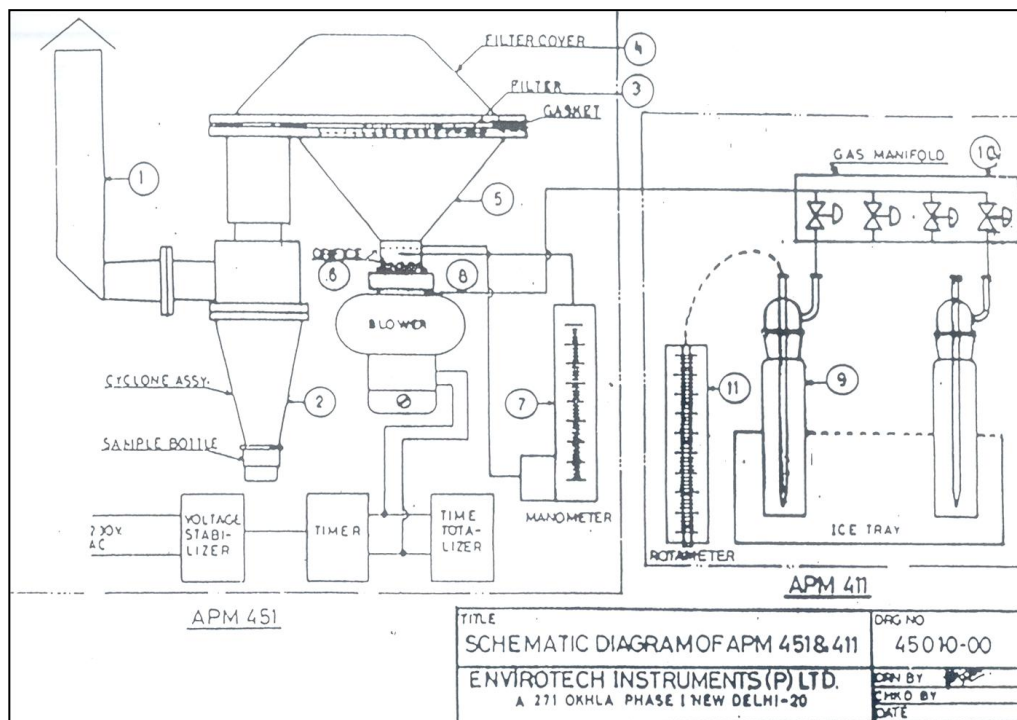 FILTER COVER
4
FILTER
3
GASKET
1
GAS MANIFOLD
10
5
6
8
BLOWER
CYCLONE ASSY.
2
7
11
9
SAMPLE BOTTLE
MANOMETER
ICE TRAY
ROTAMETER
AC
VOLTAGE
STABI-
LIZER
TIMER
TIME
TOTA-
LIZER
APM 451
APM 411
TITLE
SCHEMATIC DIAGRAM OF APM 451 & 411
DRG NO
45010-00
ENVIROTECH INSTRUMENTS (P) LTD.
A 271 OKHLA PHASE I NEW DELHI-20
DRN BY
CHKD BY
DATE